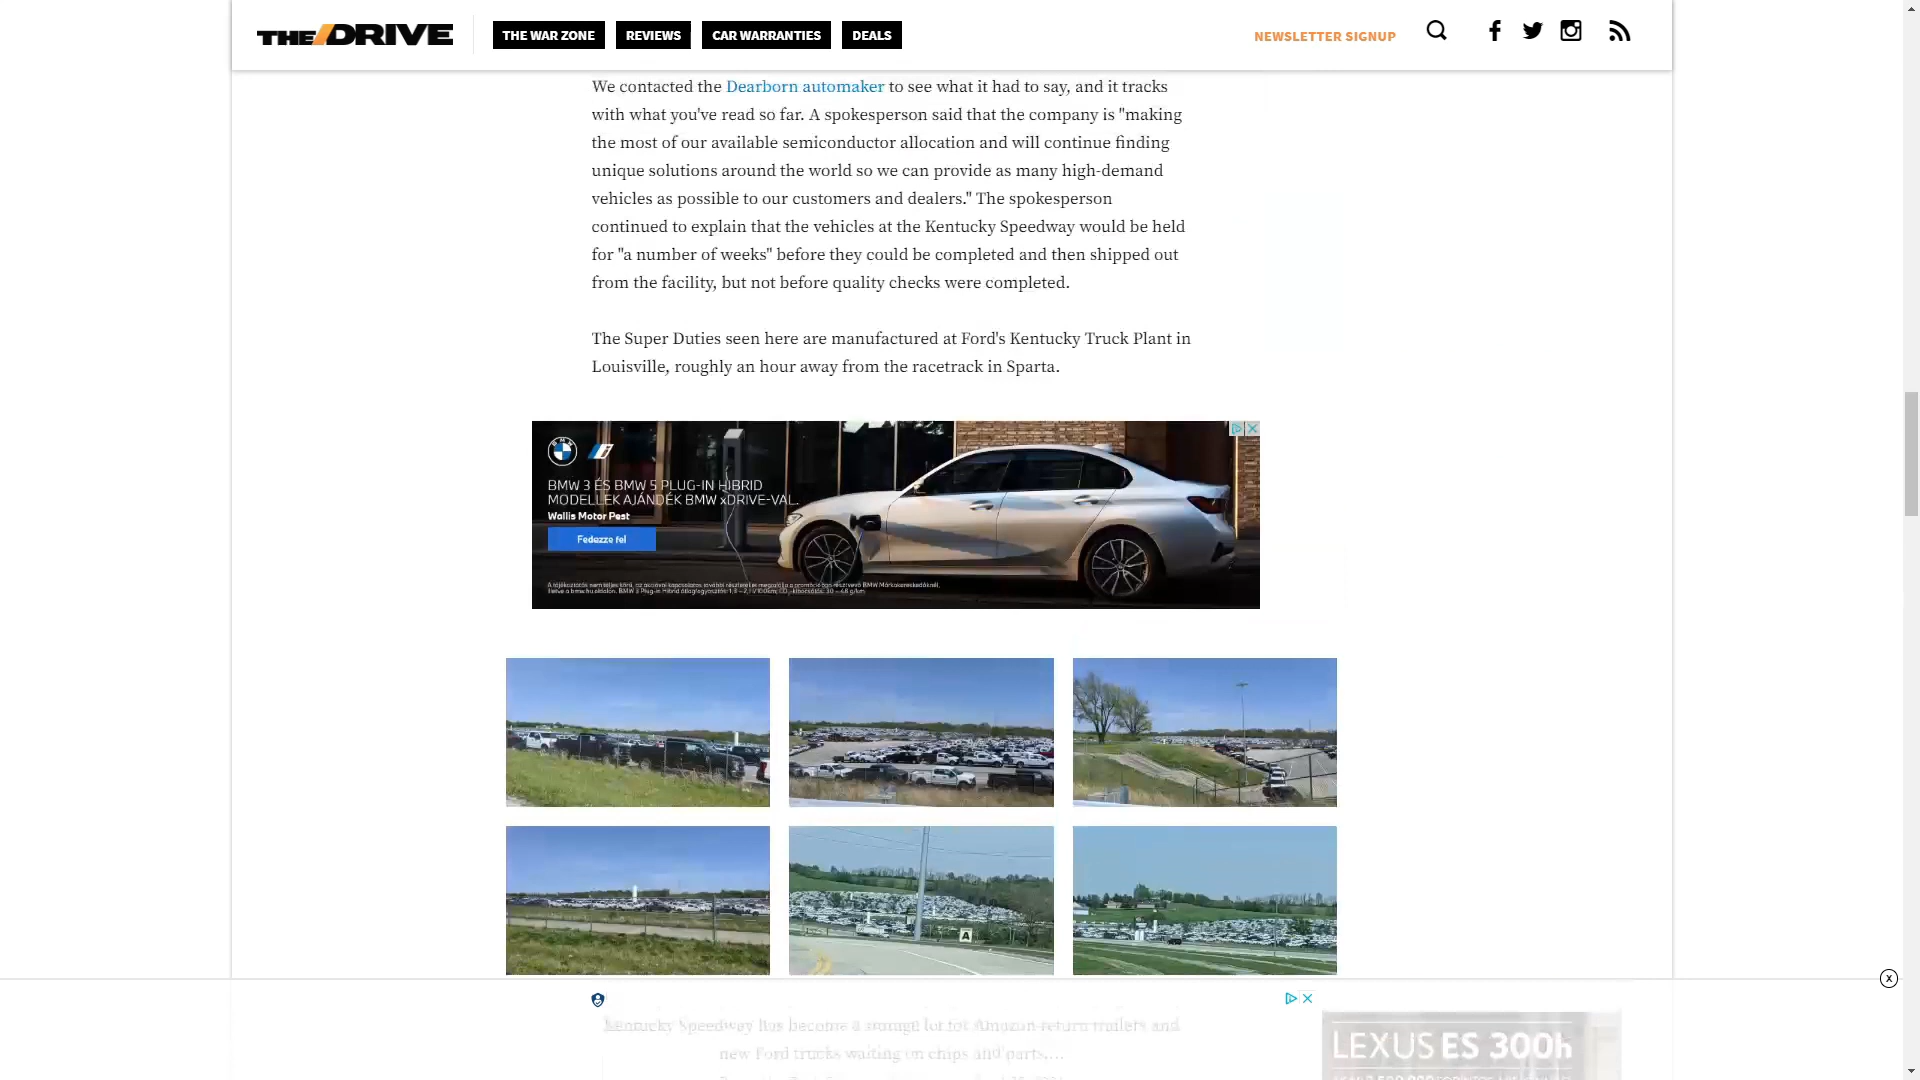 THE/DRIVE
THE WAR ZONE
REVIEWS
CAR WARRANTIES
DEALS
NEWSLETTER SIGNUP
We contacted the Dearborn automaker to see what it had to say, and it tracks
with what you've read so far. A spokesperson said that the company is "making
the most of our available semiconductor allocation and will continue finding
unique solutions around the world so we can provide as many high-demand
vehicles as possible to our customers and dealers." The spokesperson
continued to explain that the vehicles at the Kentucky Speedway would be held
for "a number of weeks" before they could be completed and then shipped out
from the facility, but not before quality checks were completed.
The Super Duties seen here are manufactured at Ford's Kentucky Truck Plant in
Louisville, roughly an hour away from the racetrack in Sparta.
BMW 3 ÉS BMW 5 PLUG-IN HIBRID
MODELLEK AJÁNDÉK BMW xDRIVE-VAL.
Wallis Motor Pest
Fedezze fel
A
X
Kentucky Speedway has become a storage lot for Amazon return trailers and
new Ford trucks waiting on chips and parts....
LEXUS ES 300h